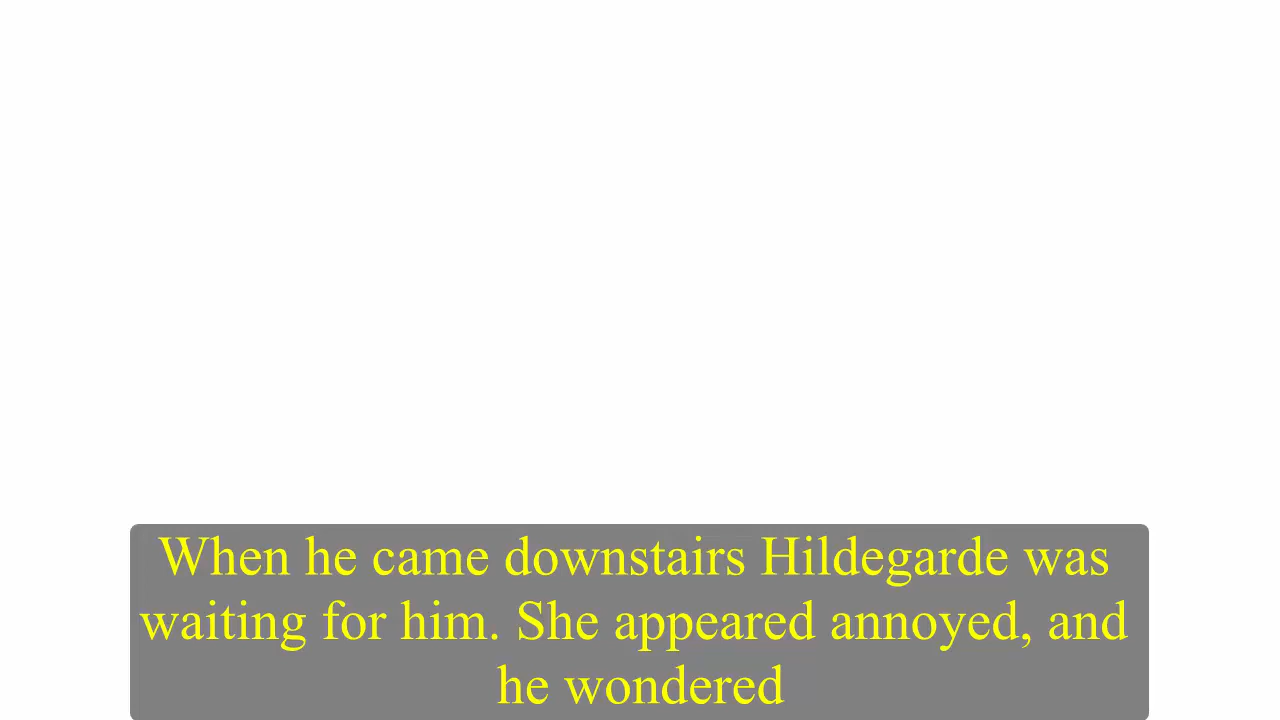 When he came downstairs Hildegarde was
waiting for him. She appeared annoyed, and
he wondered